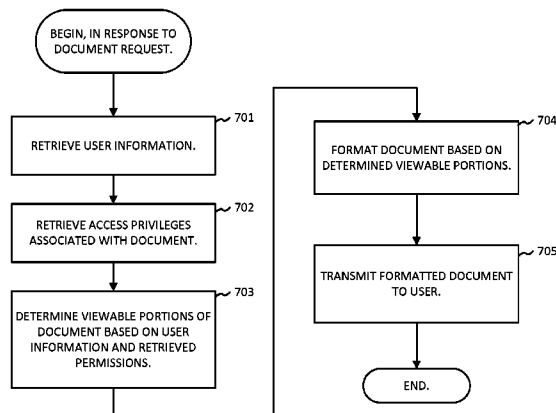 BEGIN, IN RESPONSE TO
DOCUMENT REQUEST.
701
RETRIEVE USER INFORMATION.
702
RETRIEVE ACCESS PRIVILEGES
ASSOCIATED WITH DOCUMENT.
703
DETERMINE VIEWABLE PORTIONS OF
DOCUMENT BASED ON USER
INFORMATION AND RETRIEVED
PERMISSIONS.
704
FORMAT DOCUMENT BASED ON
DETERMINED VIEWABLE PORTIONS.
705
TRANSMIT FORMATTED DOCUMENT
TO USER.
END.